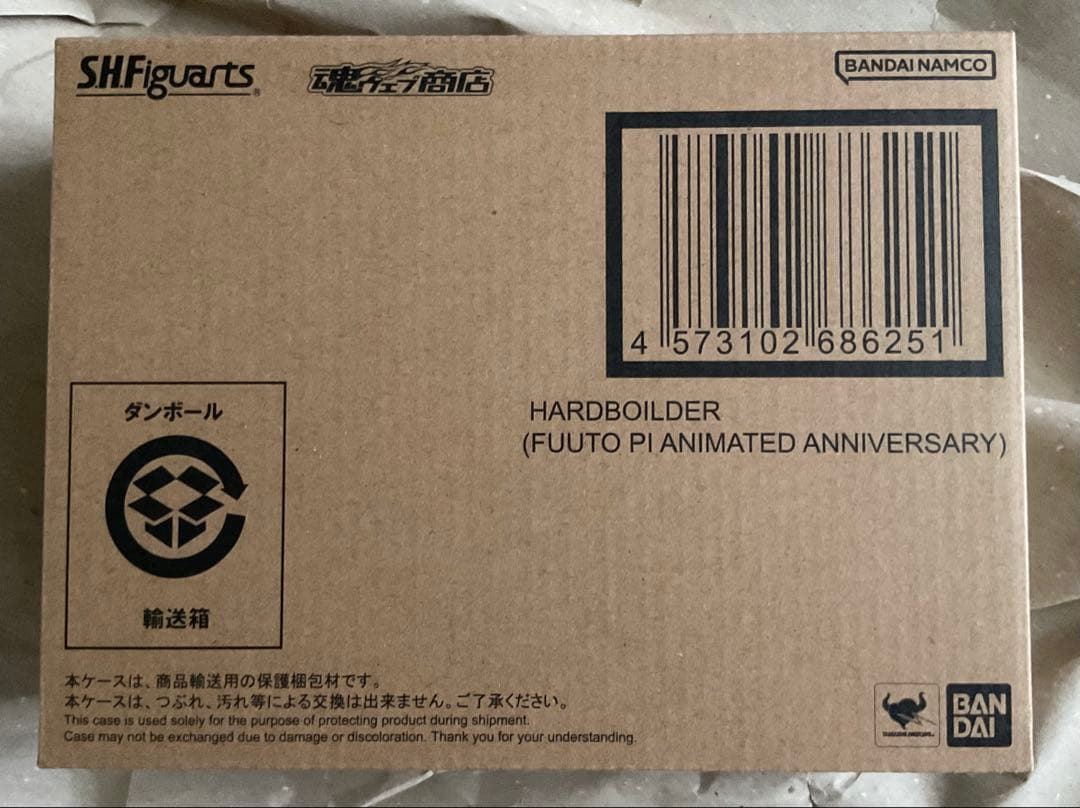 S.H.Figuarts®
魂ウェブ商店
BANDAI NAMCO
4 573102 686251
HARDBOILDER
(FUUTO PI ANIMATED ANNIVERSARY)
ダンボール
輸送箱
本ケースは、商品輸送用の保護梱包材です。
本ケースは、つぶれ、汚れ等による交換は出来ません。ご了承ください。
This case is used solely for the purpose of protecting product during shipment.
Case may not be exchanged due to damage or discoloration. Thank you for your understanding.
BAN
DAI